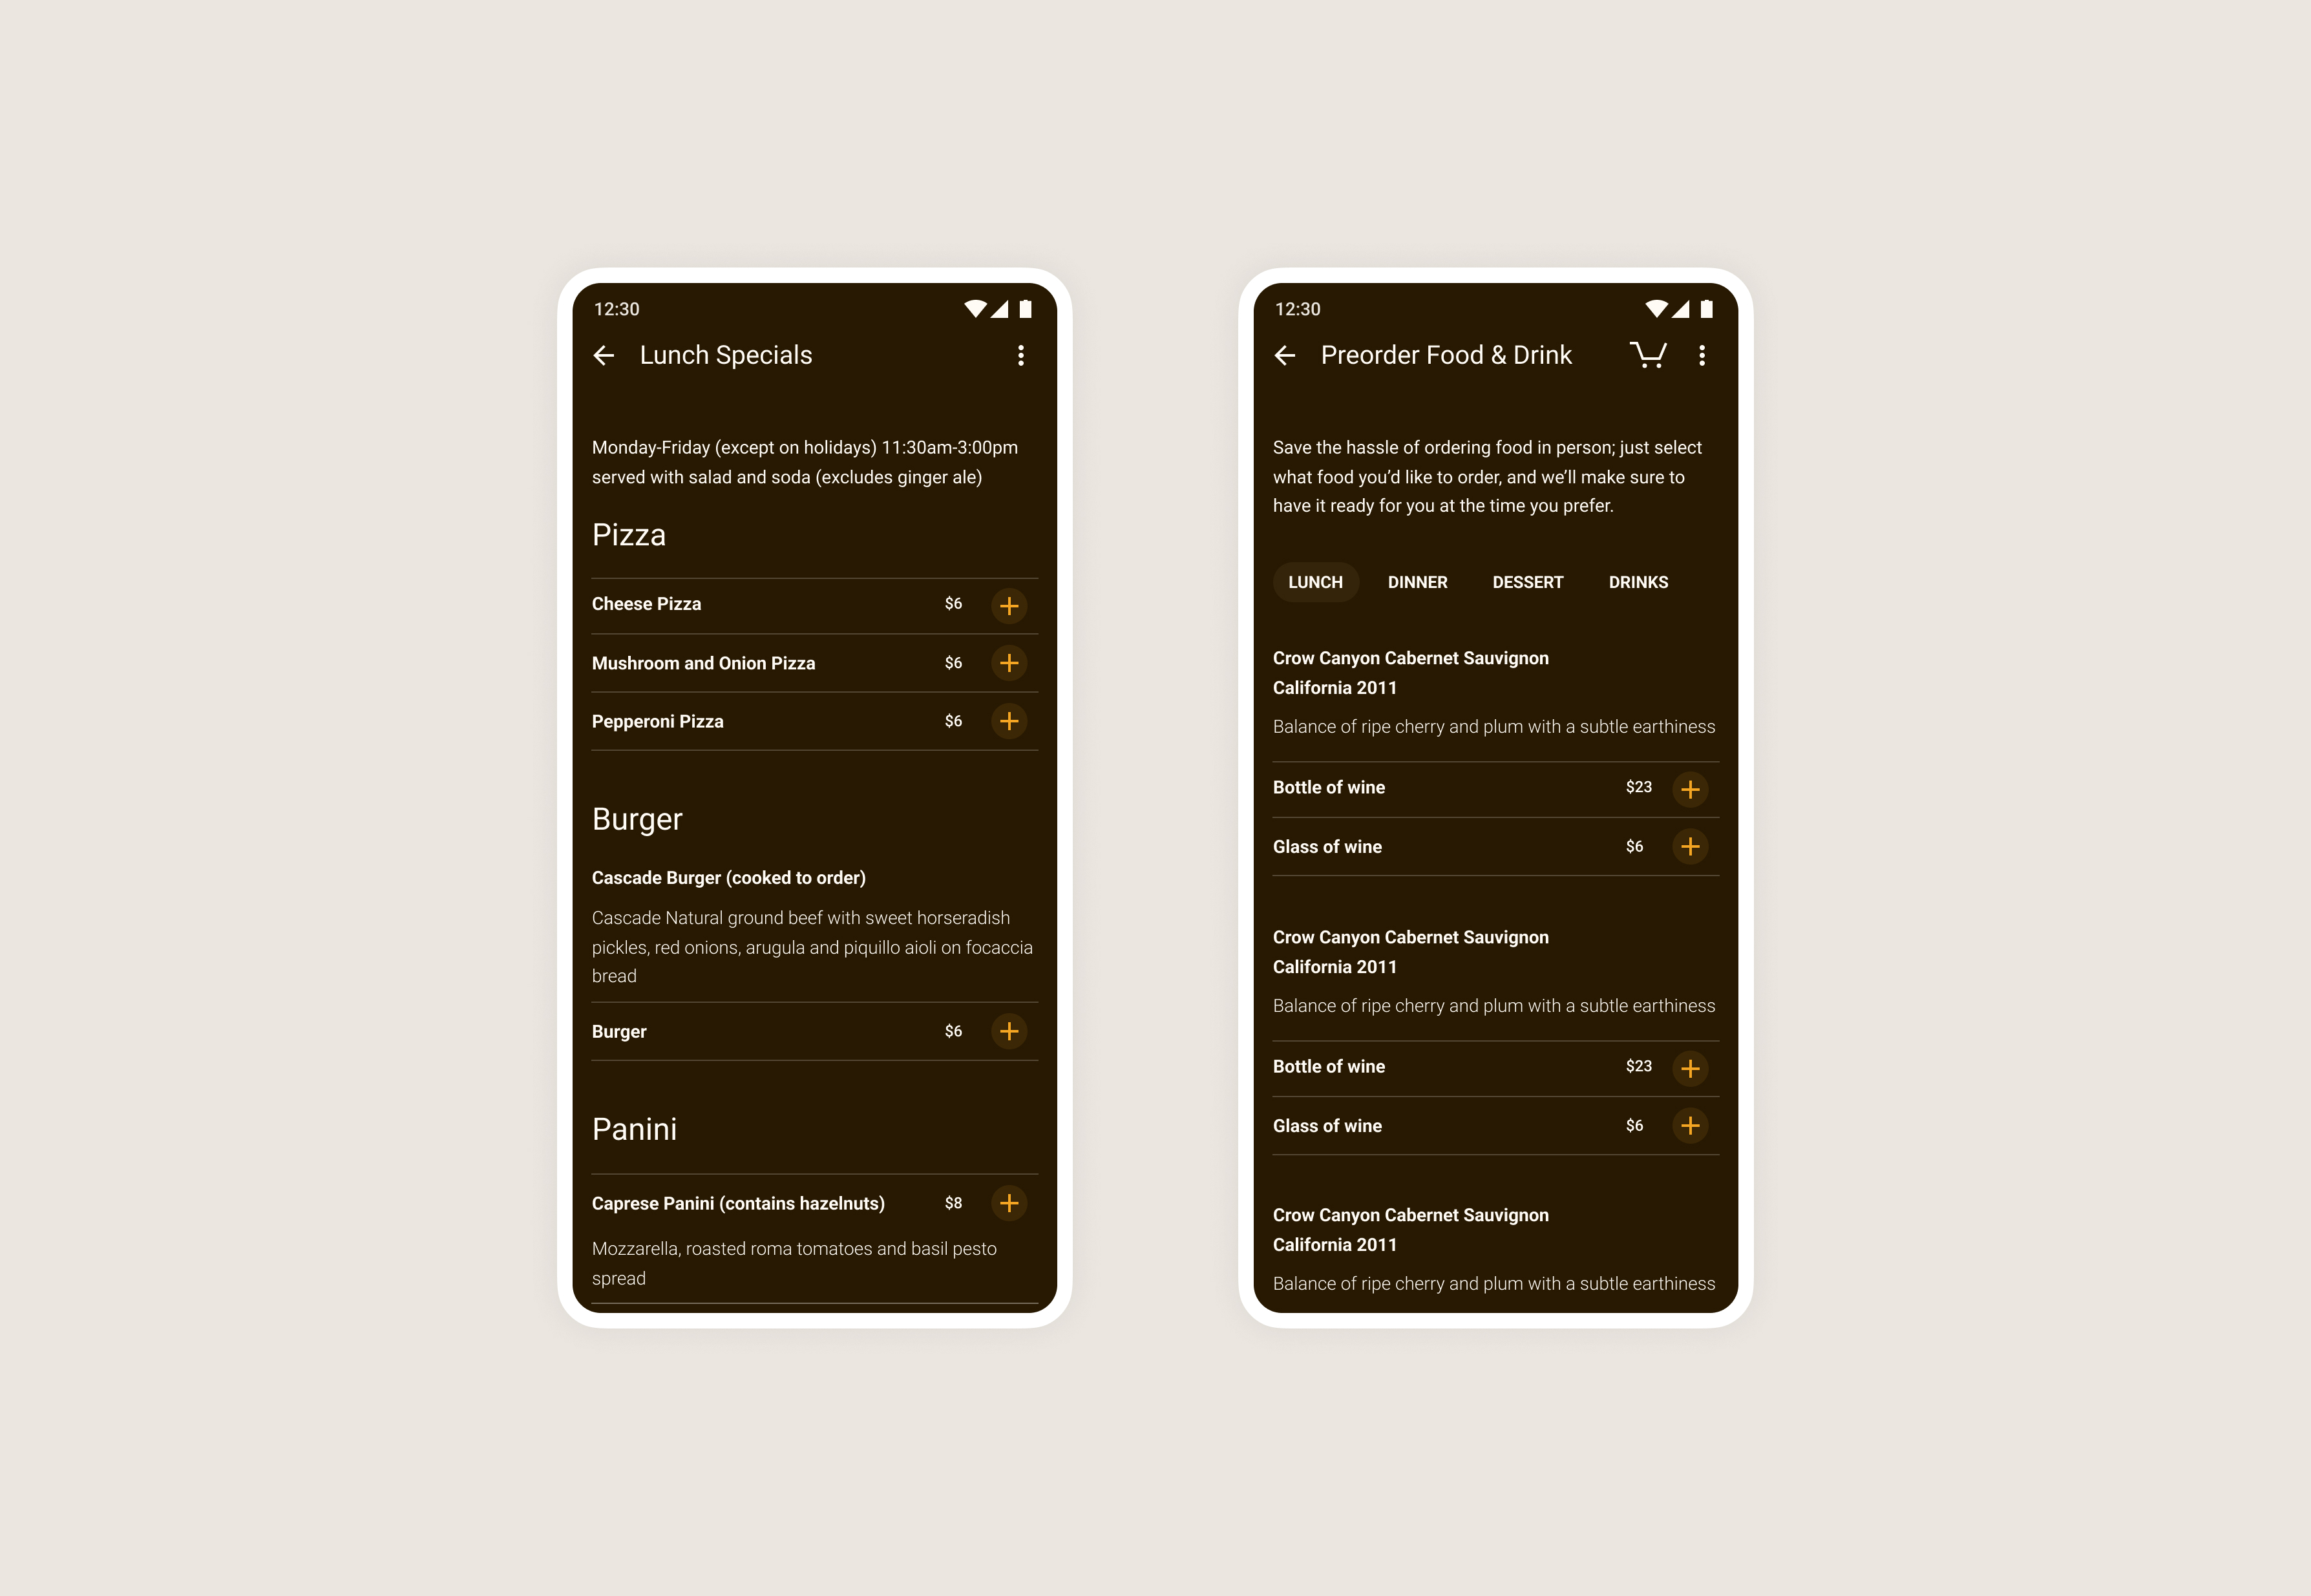 12:30
Lunch Specials
Monday-Friday (except on holidays) 11:30am-3:00pm
served with salad and soda (excludes ginger ale)
Pizza
Cheese Pizza $6
Mushroom and Onion Pizza $6
Pepperoni Pizza $6
Burger
Cascade Burger (cooked to order)
Cascade Natural ground beef with sweet horseradish
pickles, red onions, arugula and piquillo aioli on focaccia
bread
Burger $6
Panini
Caprese Panini (contains hazelnuts) $8
Mozzarella, roasted roma tomatoes and basil pesto
spread
12:30
Preorder Food & Drink
Save the hassle of ordering food in person; just select
what food you’d like to order, and we’ll make sure to
have it ready for you at the time you prefer.
LUNCH DINNER DESSERT DRINKS
Crow Canyon Cabernet Sauvignon
California 2011
Balance of ripe cherry and plum with a subtle earthiness
Bottle of wine $23
Glass of wine $6
Crow Canyon Cabernet Sauvignon
California 2011
Balance of ripe cherry and plum with a subtle earthiness
Bottle of wine $23
Glass of wine $6
Crow Canyon Cabernet Sauvignon
California 2011
Balance of ripe cherry and plum with a subtle earthiness